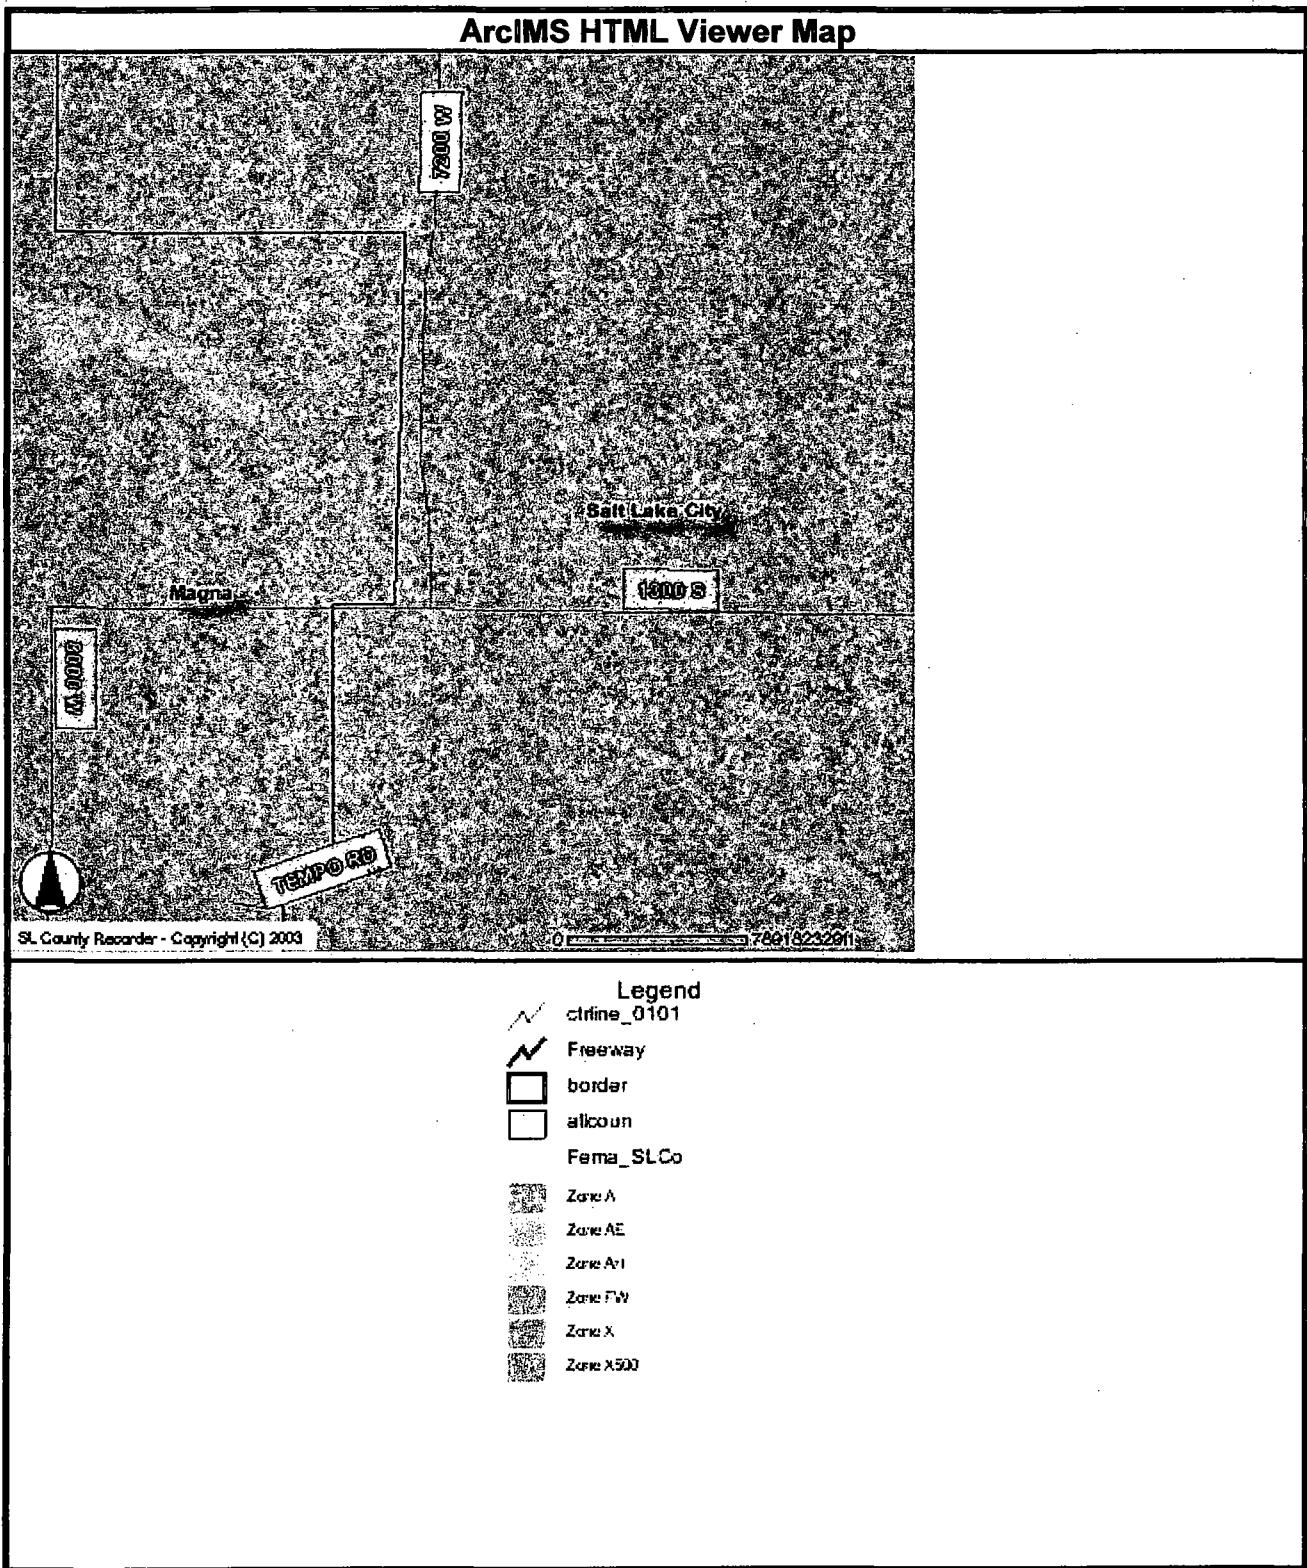 ArcIMS HTML Viewer Map
7200 W
Salt Lake City
1300 S
Magna
8000 W
TEMPO RD
SL County Recorder - Copyright (C) 2003
0
Legend
ctrline_0101
Freeway
border
allcoun
Fema_SLCo
Zone A
Zone AE
Zone FW
Zone X
Zone X500